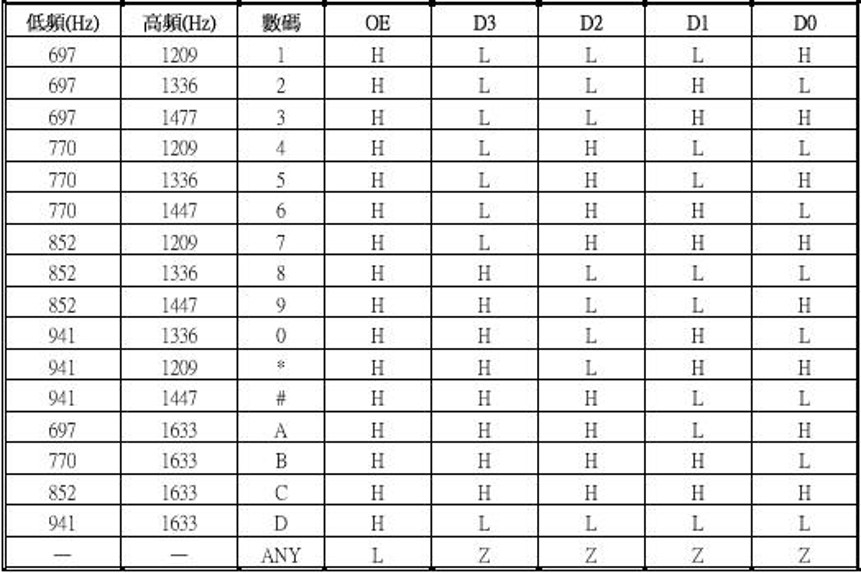 低頻(Hz) 高頻(Hz) 數碼 OE D3 D2 D1 D0
697 1209 1 H L L L H
697 1336 2 H L L H L
697 1477 3 H L L H H
770 1209 4 H L H L L
770 1336 5 H L H L H
770 1447 6 H L H H L
852 1209 7 H L H H H
852 1336 8 H H L L L
852 1447 9 H H L L H
941 1336 0 H H L H L
941 1209 * H H L H H
941 1447 # H H H L L
697 1633 A H H H L H
770 1633 B H H H H L
852 1633 C H H H H H
941 1633 D H L L L L
— — ANY L Z Z Z Z